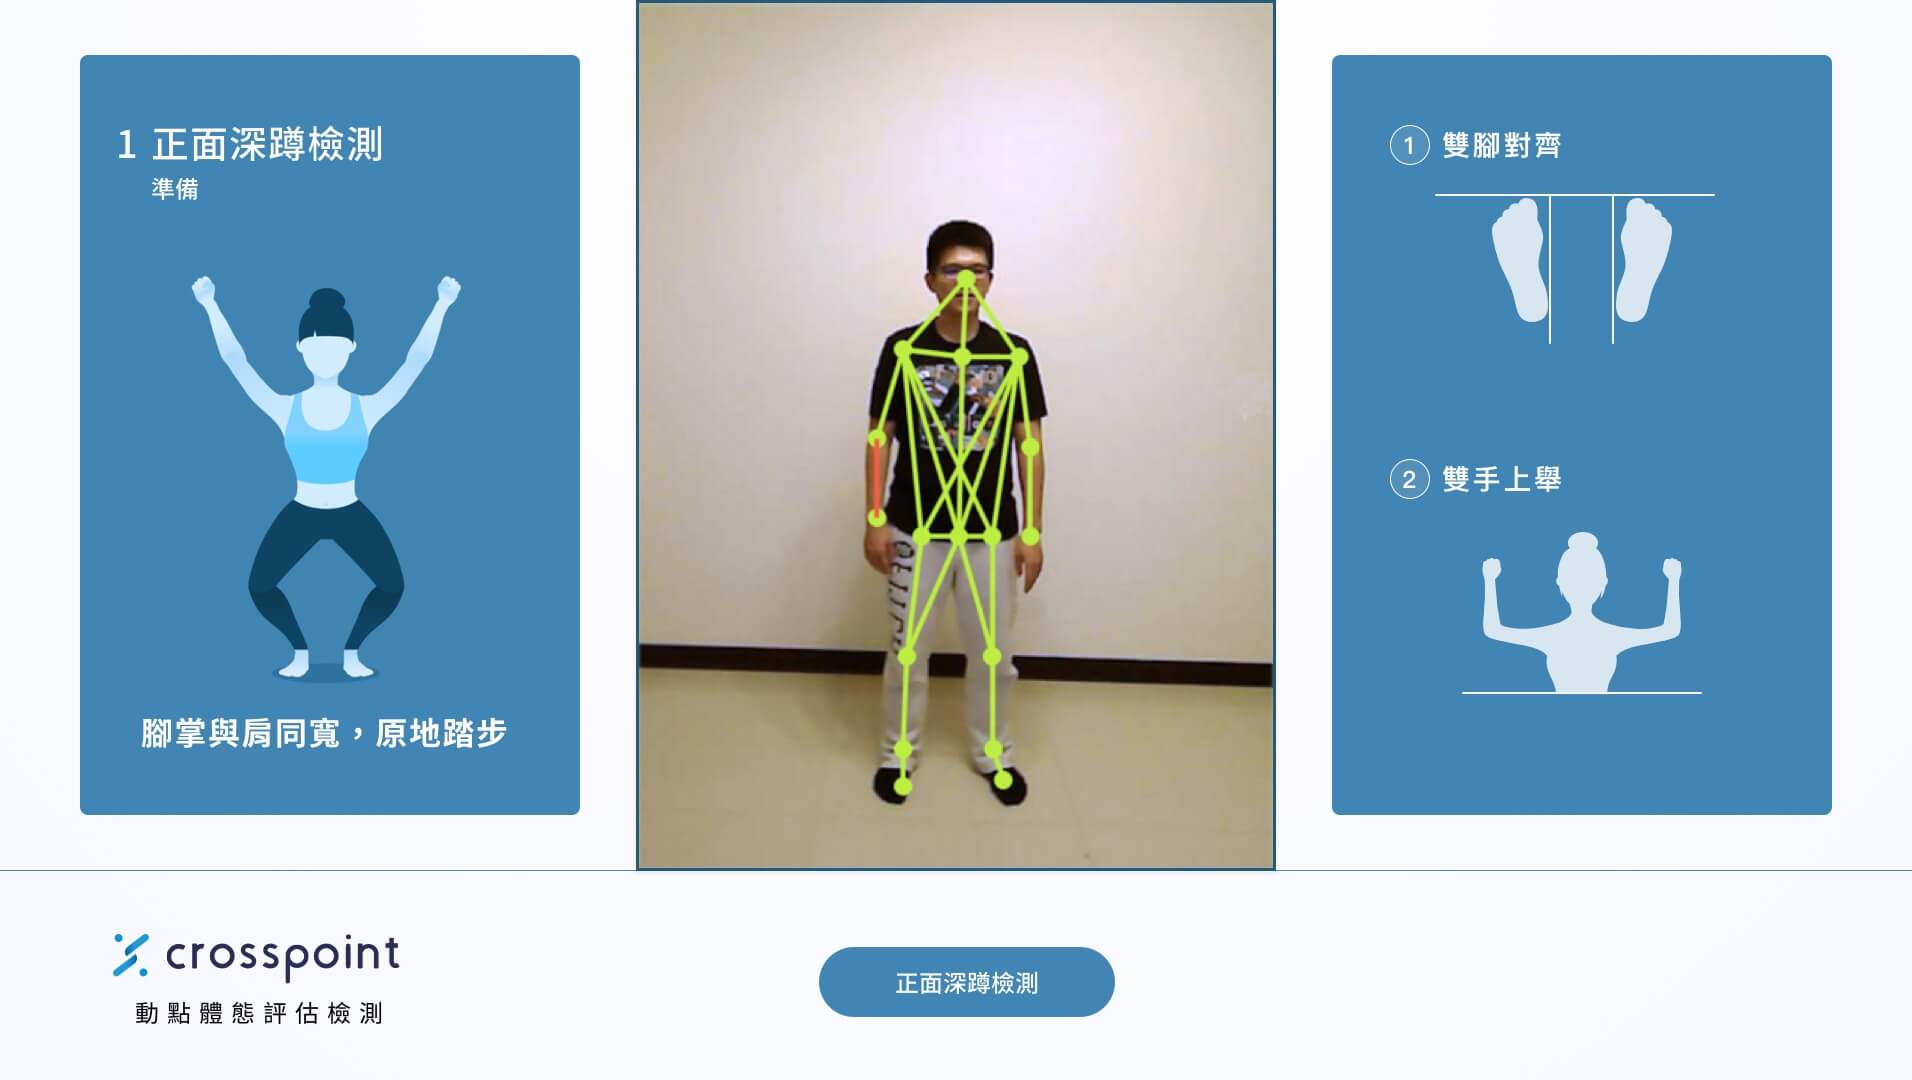 1 正面深蹲檢測
準備
腳掌與肩同寬，原地踏步
1 雙腳對齊
2 雙手上舉
crosspoint
動點體態評估檢測
正面深蹲檢測